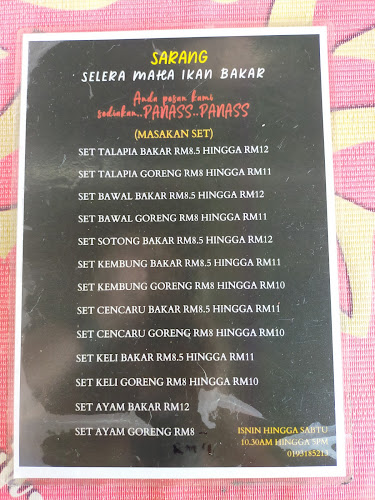 SARANG
SELERA MATTA IKAN BAKAR
Anda pesan kami
sediakan..PANASS..PANASS
(MASAKAN SET)
SET TALAPIA BAKAR RM8.5 HINGGA RM12
SET TALAPIA GORENG RM8 HINGGA RM11
SET BAWAL BAKAR RM8.5 HINGGA RM12
SET BAWAL GORENG RM8 HINGGA RM11
SET SOTONG BAKAR RM8.5 HINGGA RM12
SET KEMBUNG BAKAR RM8.5 HINGGA RM11
SET KEMBUNG GORENG RM8 HINGGA RM10
SET CENCARU BAKAR RM8.5 HINGGA RM11
SET CENCARU GORENG RM8 HINGGA RM10
SET KELI BAKAR RM8.5 HINGGA RM11
SET KELI GORENG RM8 HINGGA RM10
SET AYAM BAKAR RM12
SET AYAM GORENG RM8
ISNIN HINGGA SABTU
10.30AM HINGGA 5PM
0193185213